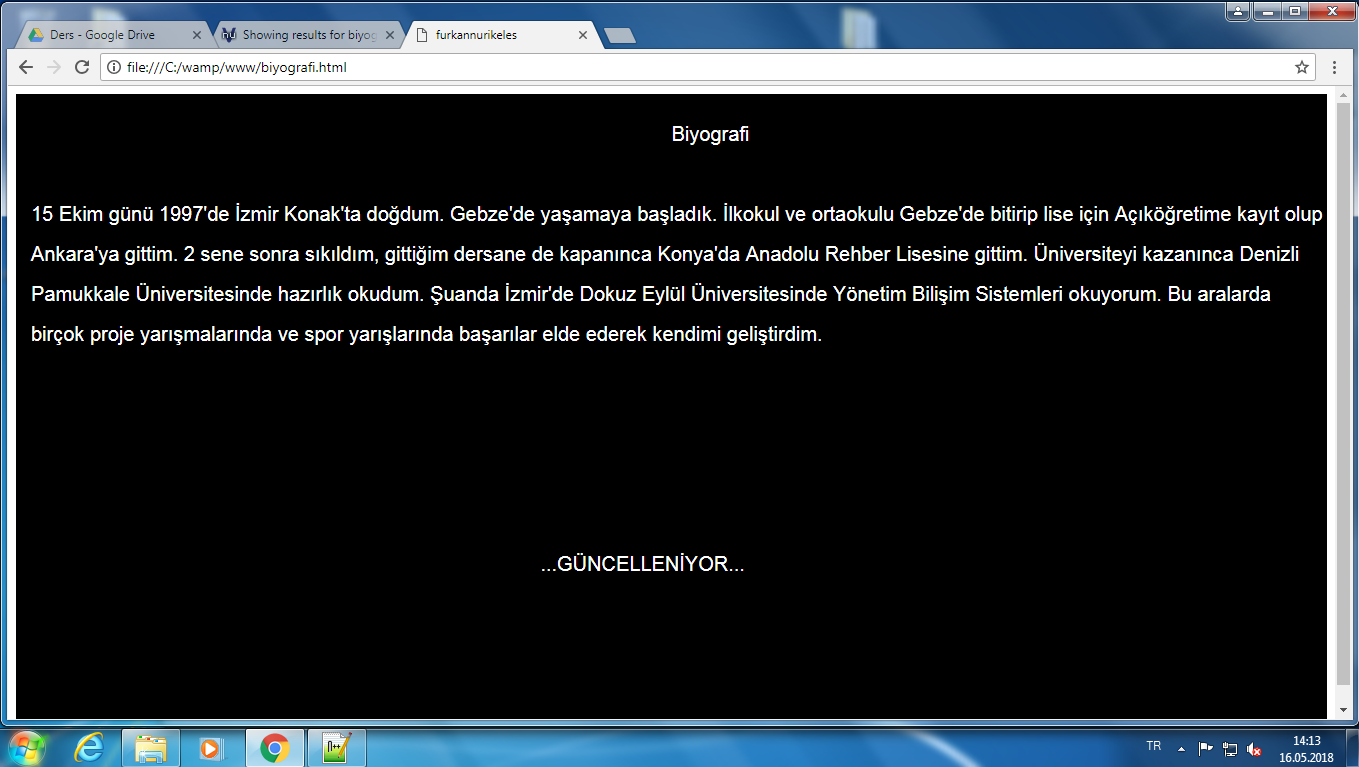 Ders - Google Drive
Showing results for biyog
furkannurikeles
file:///C:/wamp/www/biyografi.html
Biyografi
15 Ekim günü 1997'de İzmir Konak'ta doğdum. Gebze'de yaşamaya başladık. İlkokul ve ortaokulu Gebze'de bitirip lise için Açıköğretime kayıt olup
Ankara'ya gittim. 2 sene sonra sıkıldım, gittiğim dersane de kapanınca Konya'da Anadolu Rehber Lisesine gittim. Üniversiteyi kazanınca Denizli
Pamukkale Üniversitesinde hazırlık okudum. Şuanda İzmir'de Dokuz Eylül Üniversitesinde Yönetim Bilişim Sistemleri okuyorum. Bu aralarda
birçok proje yarışmalarında ve spor yarışlarında başarılar elde ederek kendimi geliştirdim.
...GÜNCELLENİYOR...
TR
14:13
16.05.2018